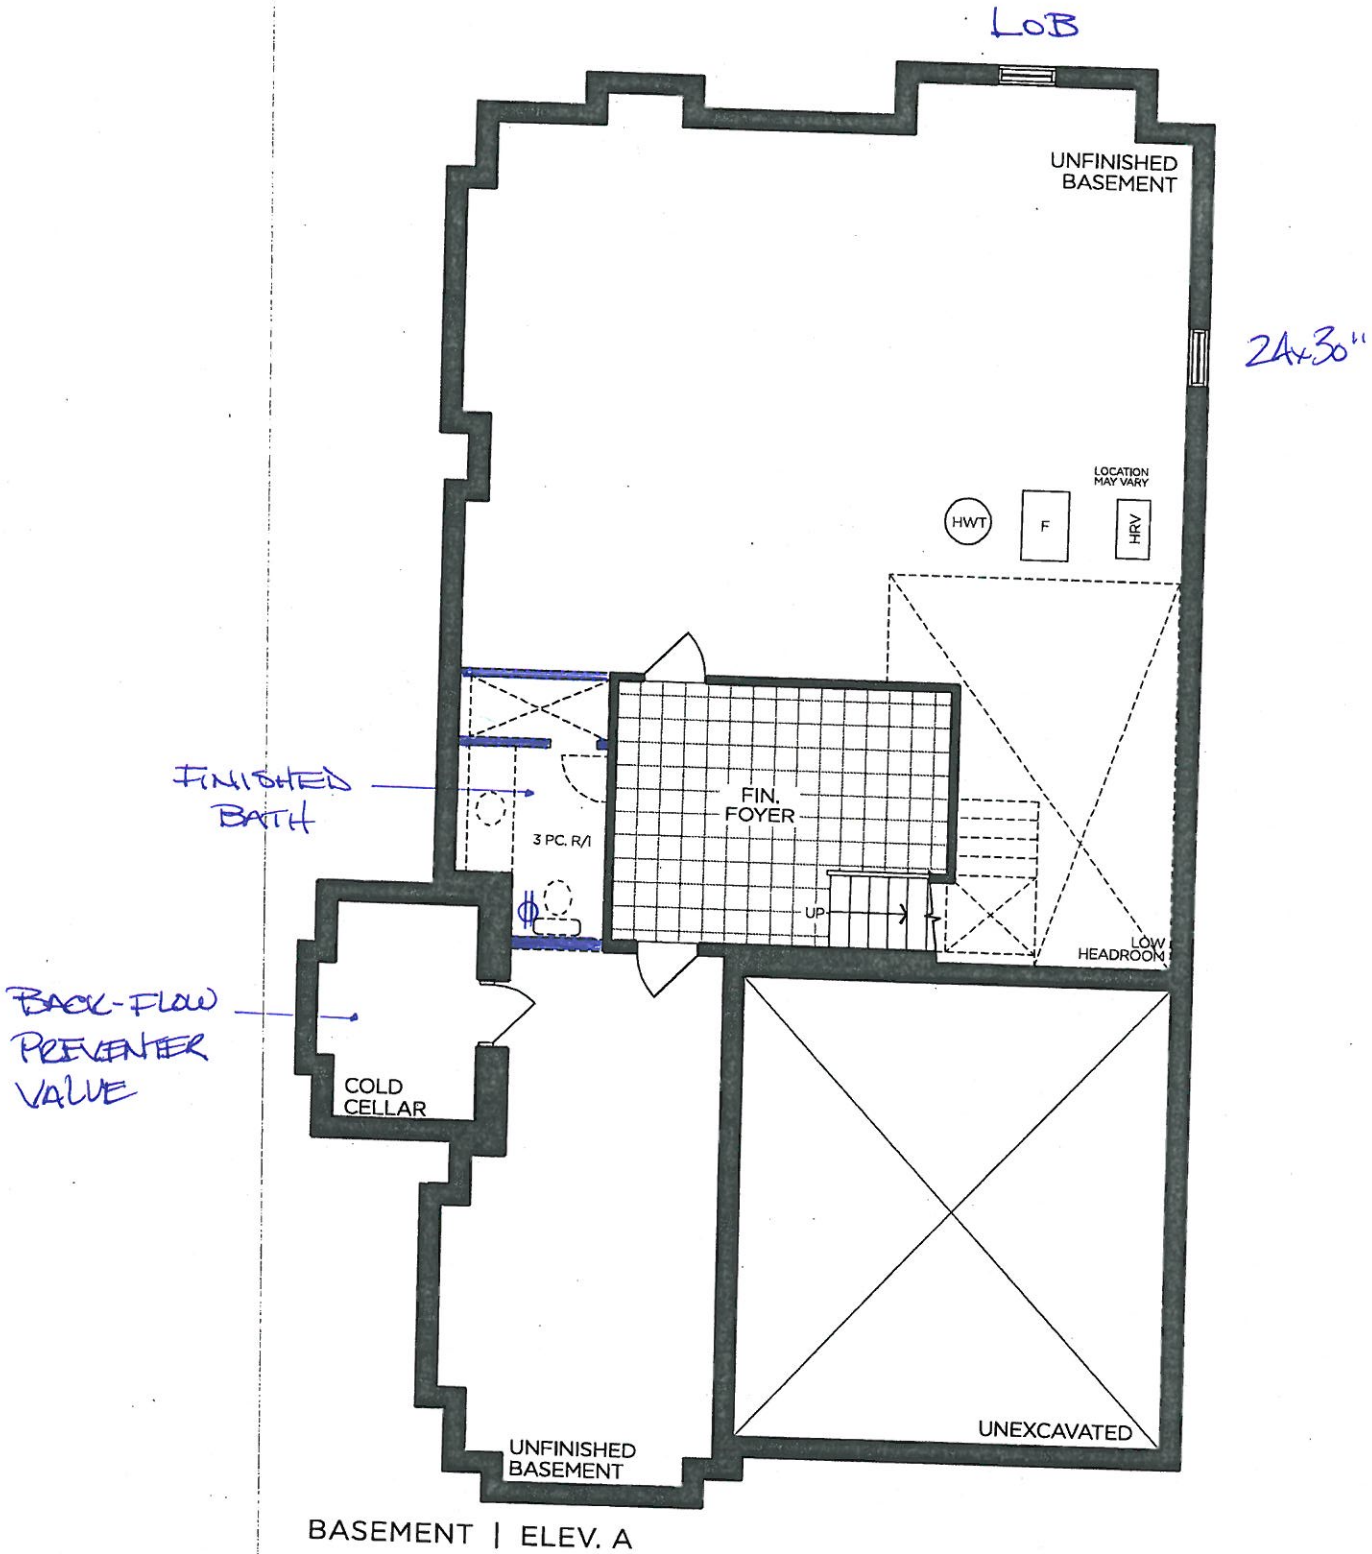 LOB
UNFINISHED
BASEMENT
24x30"
LOCATION
MAY VARY
HWT
F
HRV
FINISHED
BATH
FIN.
FOYER
3 PC. R/I
UP
LOW
HEADROOM
BACK-FLOW
PREVENTER
VALUE
COLD
CELLAR
UNEXCAVATED
UNFINISHED
BASEMENT
BASEMENT | ELEV. A